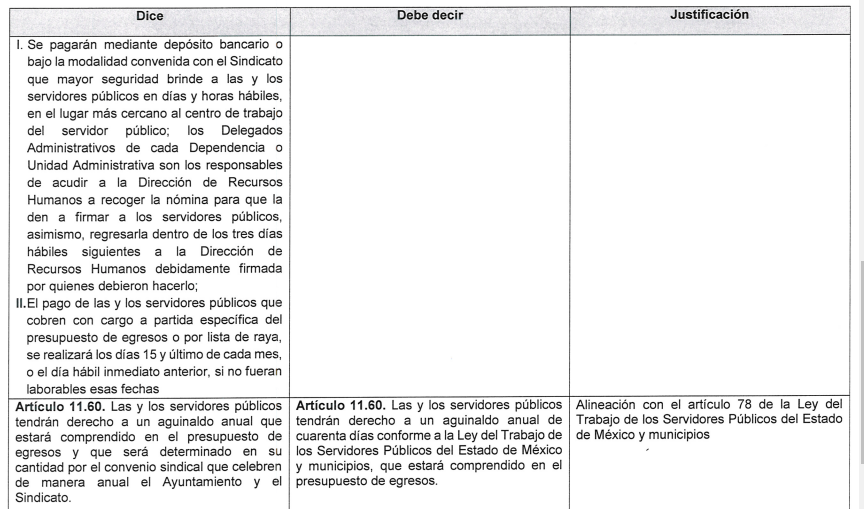 Dice
Debe decir
Justificación
I. Se pagarán mediante depósito bancario o
bajo la modalidad convenida con el Sindicato
que mayor seguridad brinde a las y los
servidores públicos en días y horas hábiles,
en el lugar más cercano al centro de trabajo
del servidor público; los Delegados
Administrativos de cada Dependencia o
Unidad Administrativa son los responsables
de acudir a la Dirección de Recursos
Humanos a recoger la nómina para que la
den a firmar a los servidores públicos,
asimismo, regresarla dentro de los tres días
hábiles siguientes a la Dirección de
Recursos Humanos debidamente firmada
por quienes debieron hacerlo;
II.El pago de las y los servidores públicos que
cobren con cargo a partida específica del
presupuesto de egresos o por lista de raya,
se realizará los días 15 y último de cada mes,
o el día hábil inmediato anterior, si no fueran
laborables esas fechas
Artículo 11.60. Las y los servidores públicos
tendrán derecho a un aguinaldo anual que
estará comprendido en el presupuesto de
egresos y que será determinado en su
cantidad por el convenio sindical que celebren
de manera anual el Ayuntamiento y el
Sindicato.
Artículo 11.60. Las y los servidores públicos
tendrán derecho a un aguinaldo anual de
cuarenta días conforme a la Ley del Trabajo de
los Servidores Públicos del Estado de México
y municipios, que estará comprendido en el
presupuesto de egresos.
Alineación con el artículo 78 de la Ley del
Trabajo de los Servidores Públicos del Estado
de México y municipios